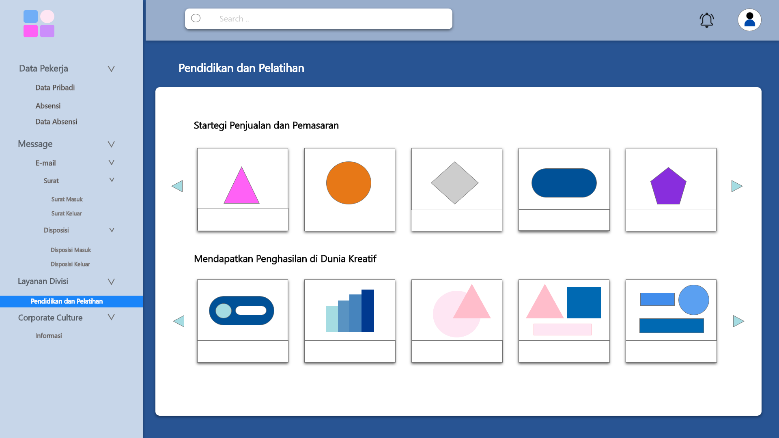 Search...
Data Pekerja
Data Pribadi
Absensi
Data Absensi
Message
E-mail
Surat
Surat Masuk
Surat Keluar
Disposisi
Disposisi Masuk
Disposisi Keluar
Layanan Divisi
Pendidikan dan Pelatihan
Corporate Culture
Informasi
Pendidikan dan Pelatihan
Startegi Penjualan dan Pemasaran
Mendapatkan Penghasilan di Dunia Kreatif